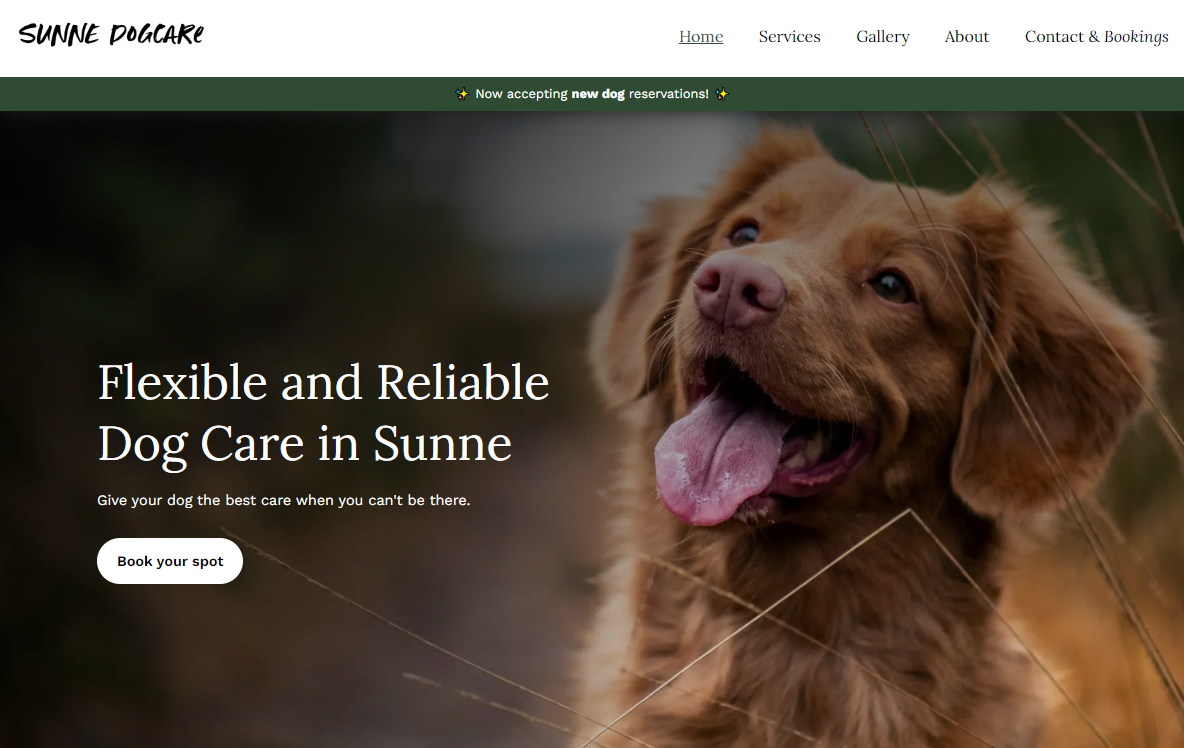 SUNNE DOGCARE
Home Services Gallery About Contact & Bookings
✨ Now accepting new dog reservations! ✨
Flexible and Reliable
Dog Care in Sunne
Give your dog the best care when you can't be there.
Book your spot